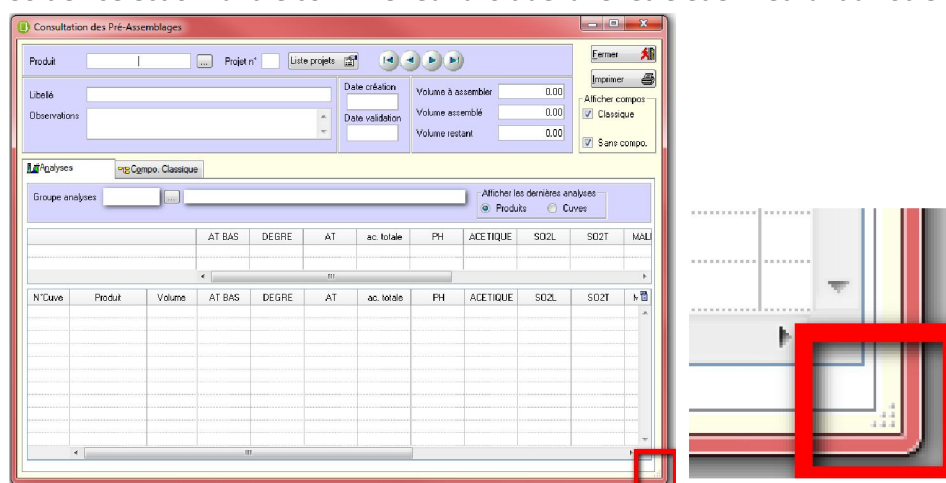 Consultation des Pré-Assemblages
Produit ... Projet n° Liste projets
Fermer
Imprimer
Libellé
Date création
Volume à assembler 0.00
Afficher compos
Observations
Date validation
Volume assemblé 0.00
Classique
Volume restant 0.00
Sans compo.
Analyses Compo. Classique
Groupe analyses ...
Afficher les dernières analyses
Produits Cuves
AT BAS DEGRE AT ac. totale PH ACETIQUE SO2L SO2T MALI
N°Cuve Produit Volume AT BAS DEGRE AT ac. totale PH ACETIQUE SO2L SO2T